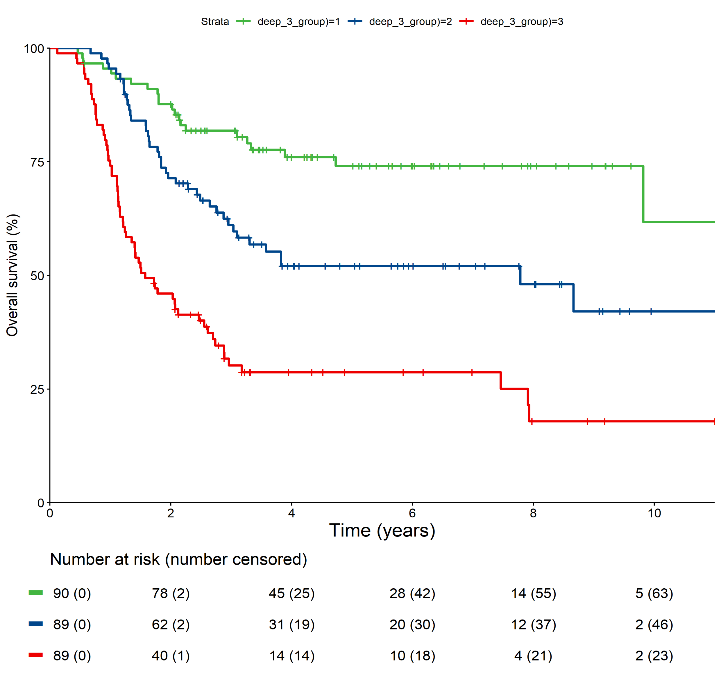 Strata deep_3_group)=1 deep_3_group)=2 deep_3_group)=3
100
75
50
25
0
Overall survival (%)
0 2 4 6 8 10
Time (years)
Number at risk (number censored)
90 (0) 78 (2) 45 (25) 28 (42) 14 (55) 5 (63)
89 (0) 62 (2) 31 (19) 20 (30) 12 (37) 2 (46)
89 (0) 40 (1) 14 (14) 10 (18) 4 (21) 2 (23)